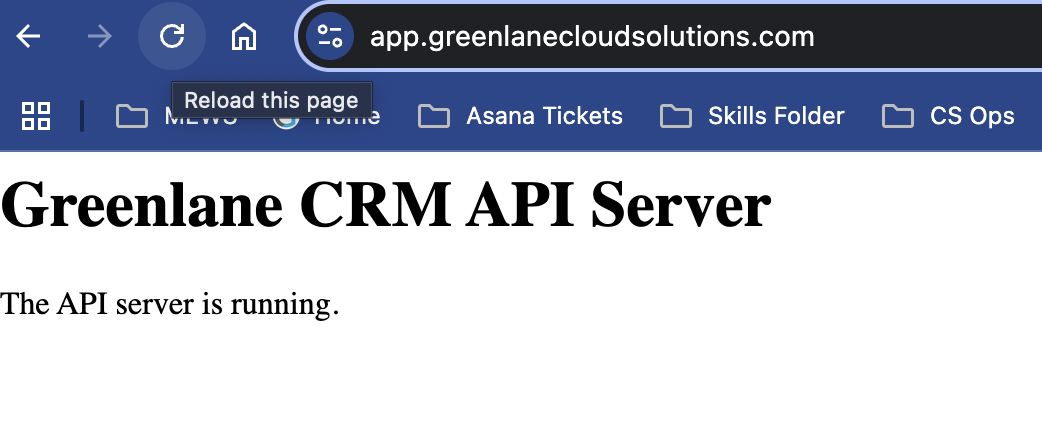 app.greenlanecloudsolutions.com
Reload this page
MEWS Home Asana Tickets Skills Folder CS Ops
Greenlane CRM API Server
The API server is running.